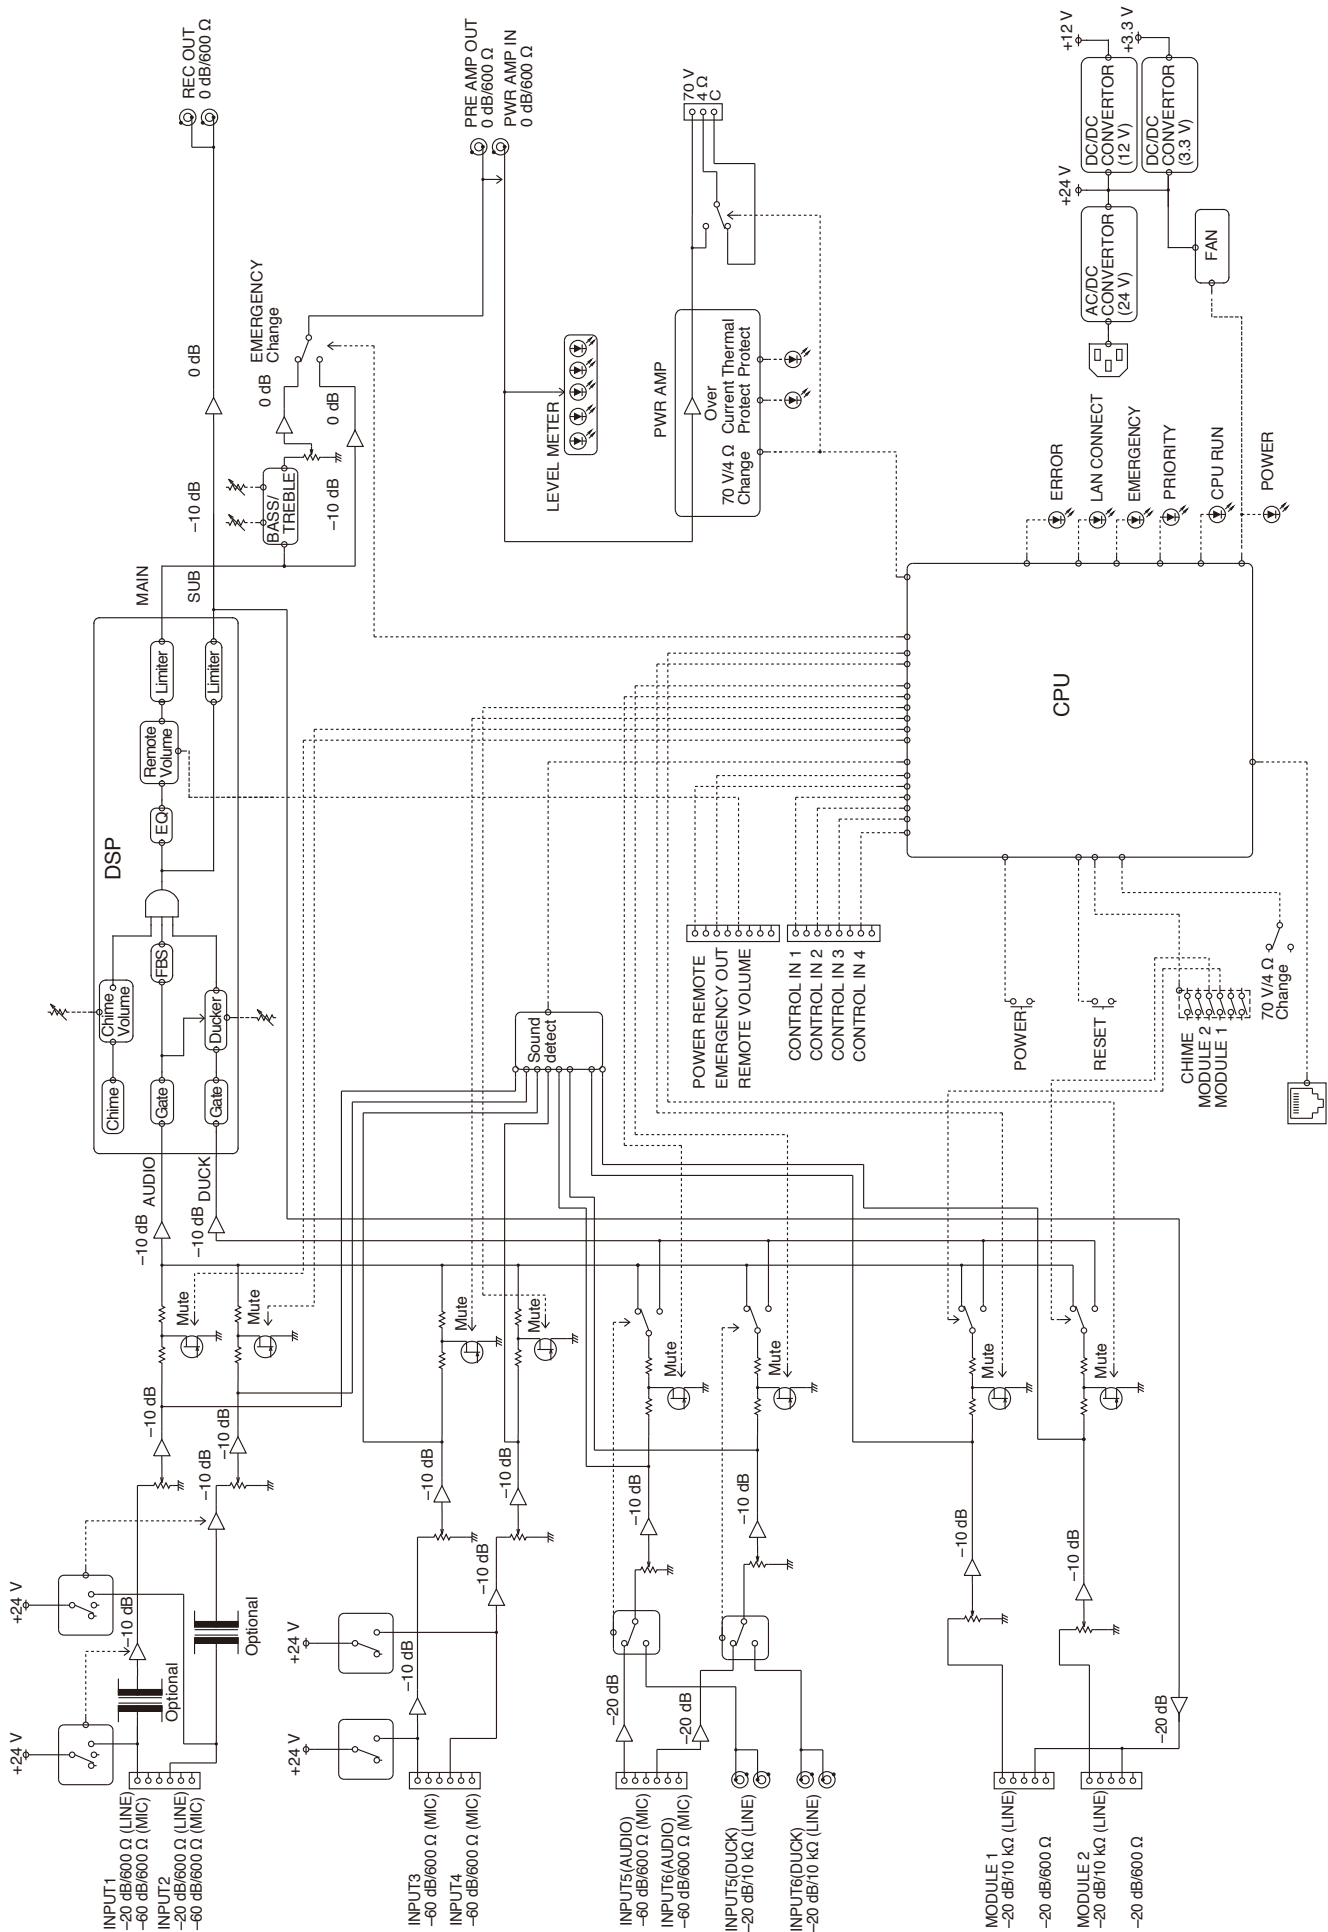 INPUT1
–20 dB/600 Ω (LINE)
–60 dB/600 Ω (MIC)
INPUT2
–20 dB/600 Ω (LINE)
–60 dB/600 Ω (MIC)
+24 V
+24 V
Optional
Optional
–10 dB
–10 dB
–10 dB
–10 dB
Mute
Mute
–10 dB
AUDIO
–10 dB
DUCK
INPUT3
–60 dB/600 Ω (MIC)
INPUT4
–60 dB/600 Ω (MIC)
+24 V
+24 V
–10 dB
–10 dB
–10 dB
–10 dB
Mute
Mute
INPUT5(AUDIO)
–60 dB/600 Ω (MIC)
INPUT6(AUDIO)
–60 dB/600 Ω (MIC)
INPUT5(DUCK)
–20 dB/10 kΩ (LINE)
INPUT6(DUCK)
–20 dB/10 kΩ (LINE)
–20 dB
–20 dB
–10 dB
–10 dB
Mute
Mute
MODULE 1
–20 dB/10 kΩ (LINE)
–20 dB/600 Ω
MODULE 2
–20 dB/10 kΩ (LINE)
–20 dB/600 Ω
–10 dB
–10 dB
–20 dB
Mute
Mute
DSP
Chime
Chime
Volume
Gate
Gate
Ducker
FBS
EQ
Remote
Volume
Limiter
Limiter
MAIN
SUB
–10 dB
0 dB
REC OUT
0 dB/600 Ω
BASS/
TREBLE
–10 dB
0 dB
0 dB
EMERGENCY
Change
PRE AMP OUT
0 dB/600 Ω
PWR AMP IN
0 dB/600 Ω
LEVEL METER
PWR AMP
70 V/4 Ω
Change
Over
Current
Protect
Thermal
Protect
70 V
4 Ω
C
Sound
detect
POWER REMOTE
EMERGENCY OUT
REMOTE VOLUME
CONTROL IN 1
CONTROL IN 2
CONTROL IN 3
CONTROL IN 4
CPU
POWER
RESET
CHIME
MODULE 2
MODULE 1
70 V/4 Ω
Change
ERROR
LAN CONNECT
EMERGENCY
PRIORITY
CPU RUN
POWER
AC/DC
CONVERTOR
(24 V)
FAN
+24 V
DC/DC
CONVERTOR
(12 V)
DC/DC
CONVERTOR
(3.3 V)
+12 V
+3.3 V